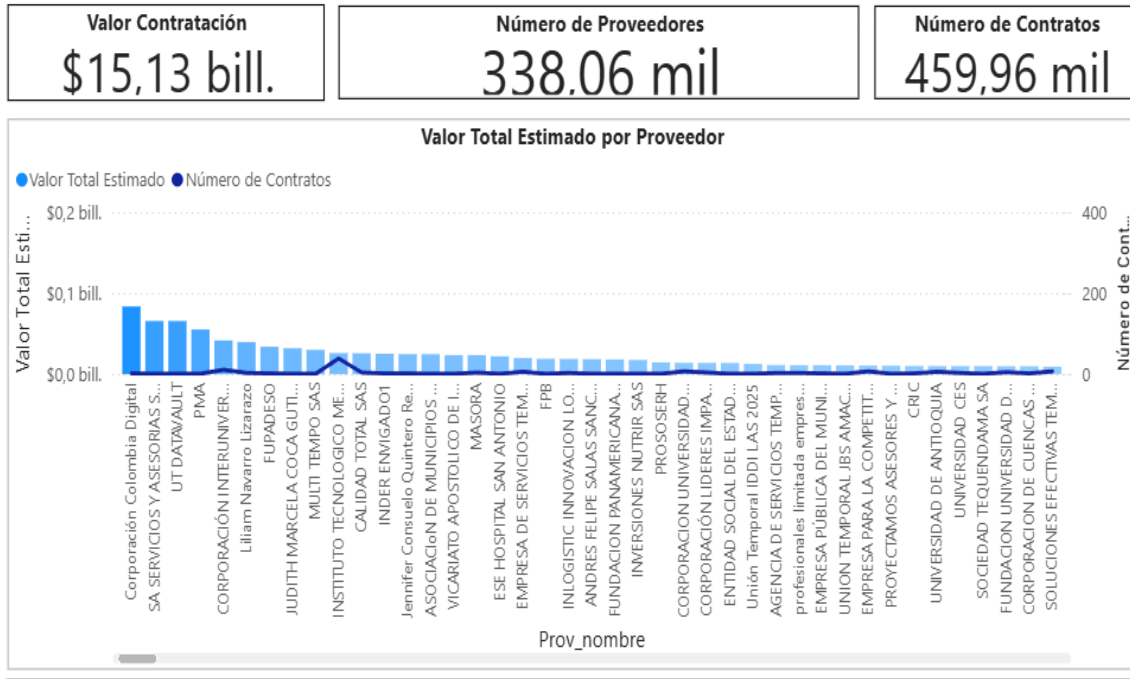 Valor Contratación
$15,13 bill.
Número de Proveedores
338,06 mil
Número de Contratos
459,96 mil
Valor Total Estimado por Proveedor
Valor Total Estimado Número de Contratos
Valor Total Esti...
$0,2 bill.
$0,1 bill.
$0,0 bill.
400
200
0
Número de Cont...
Corporación Colombia Digital
SA SERVICIOS Y ASESORIAS S...
UT DATAVAULT
PMA
CORPORACIÓN INTERUNIVER...
Liliam Navarro Lizarazo
FUPADESO
JUDITH MARCELA COCA GUTI...
MULTI TEMPO SAS
INSTITUTO TECNOLOGICO ME...
CALIDAD TOTAL SAS
INDER ENVIGADO1
Jennifer Consuelo Quintero Re...
ASOCIACIoN DE MUNICIPIOS ...
VICARIATO APOSTOLICO DE I...
MASORA
ESE HOSPITAL SAN ANTONIO
EMPRESA DE SERVICIOS TEM...
FPB
INLOGISTIC INNOVACION LO...
ANDRES FELIPE SALAS SANC...
FUNDACION PANAMERICANA...
INVERSIONES NUTRIR SAS
PROSOSERH
CORPORACION UNIVERSIDAD...
CORPORACIÓN LIDERES IMPA...
ENTIDAD SOCIAL DEL ESTAD...
Unión Temporal IDDI LAS 2025
AGENCIA DE SERVICIOS TEMP...
profesionales limitada empres...
EMPRESA PÚBLICA DEL MUNI...
UNION TEMPORAL JBS AMAC...
EMPRESA PARA LA COMPETIT...
PROYECTAMOS ASESORES Y ...
CRIC
UNIVERSIDAD DE ANTIOQUIA
UNIVERSIDAD CES
SOCIEDAD TEQUENDAMA SA
FUNDACION UNIVERSIDAD D...
CORPORACION DE CUENCAS ...
SOLUCIONES EFECTIVAS TEM...
Prov_nombre